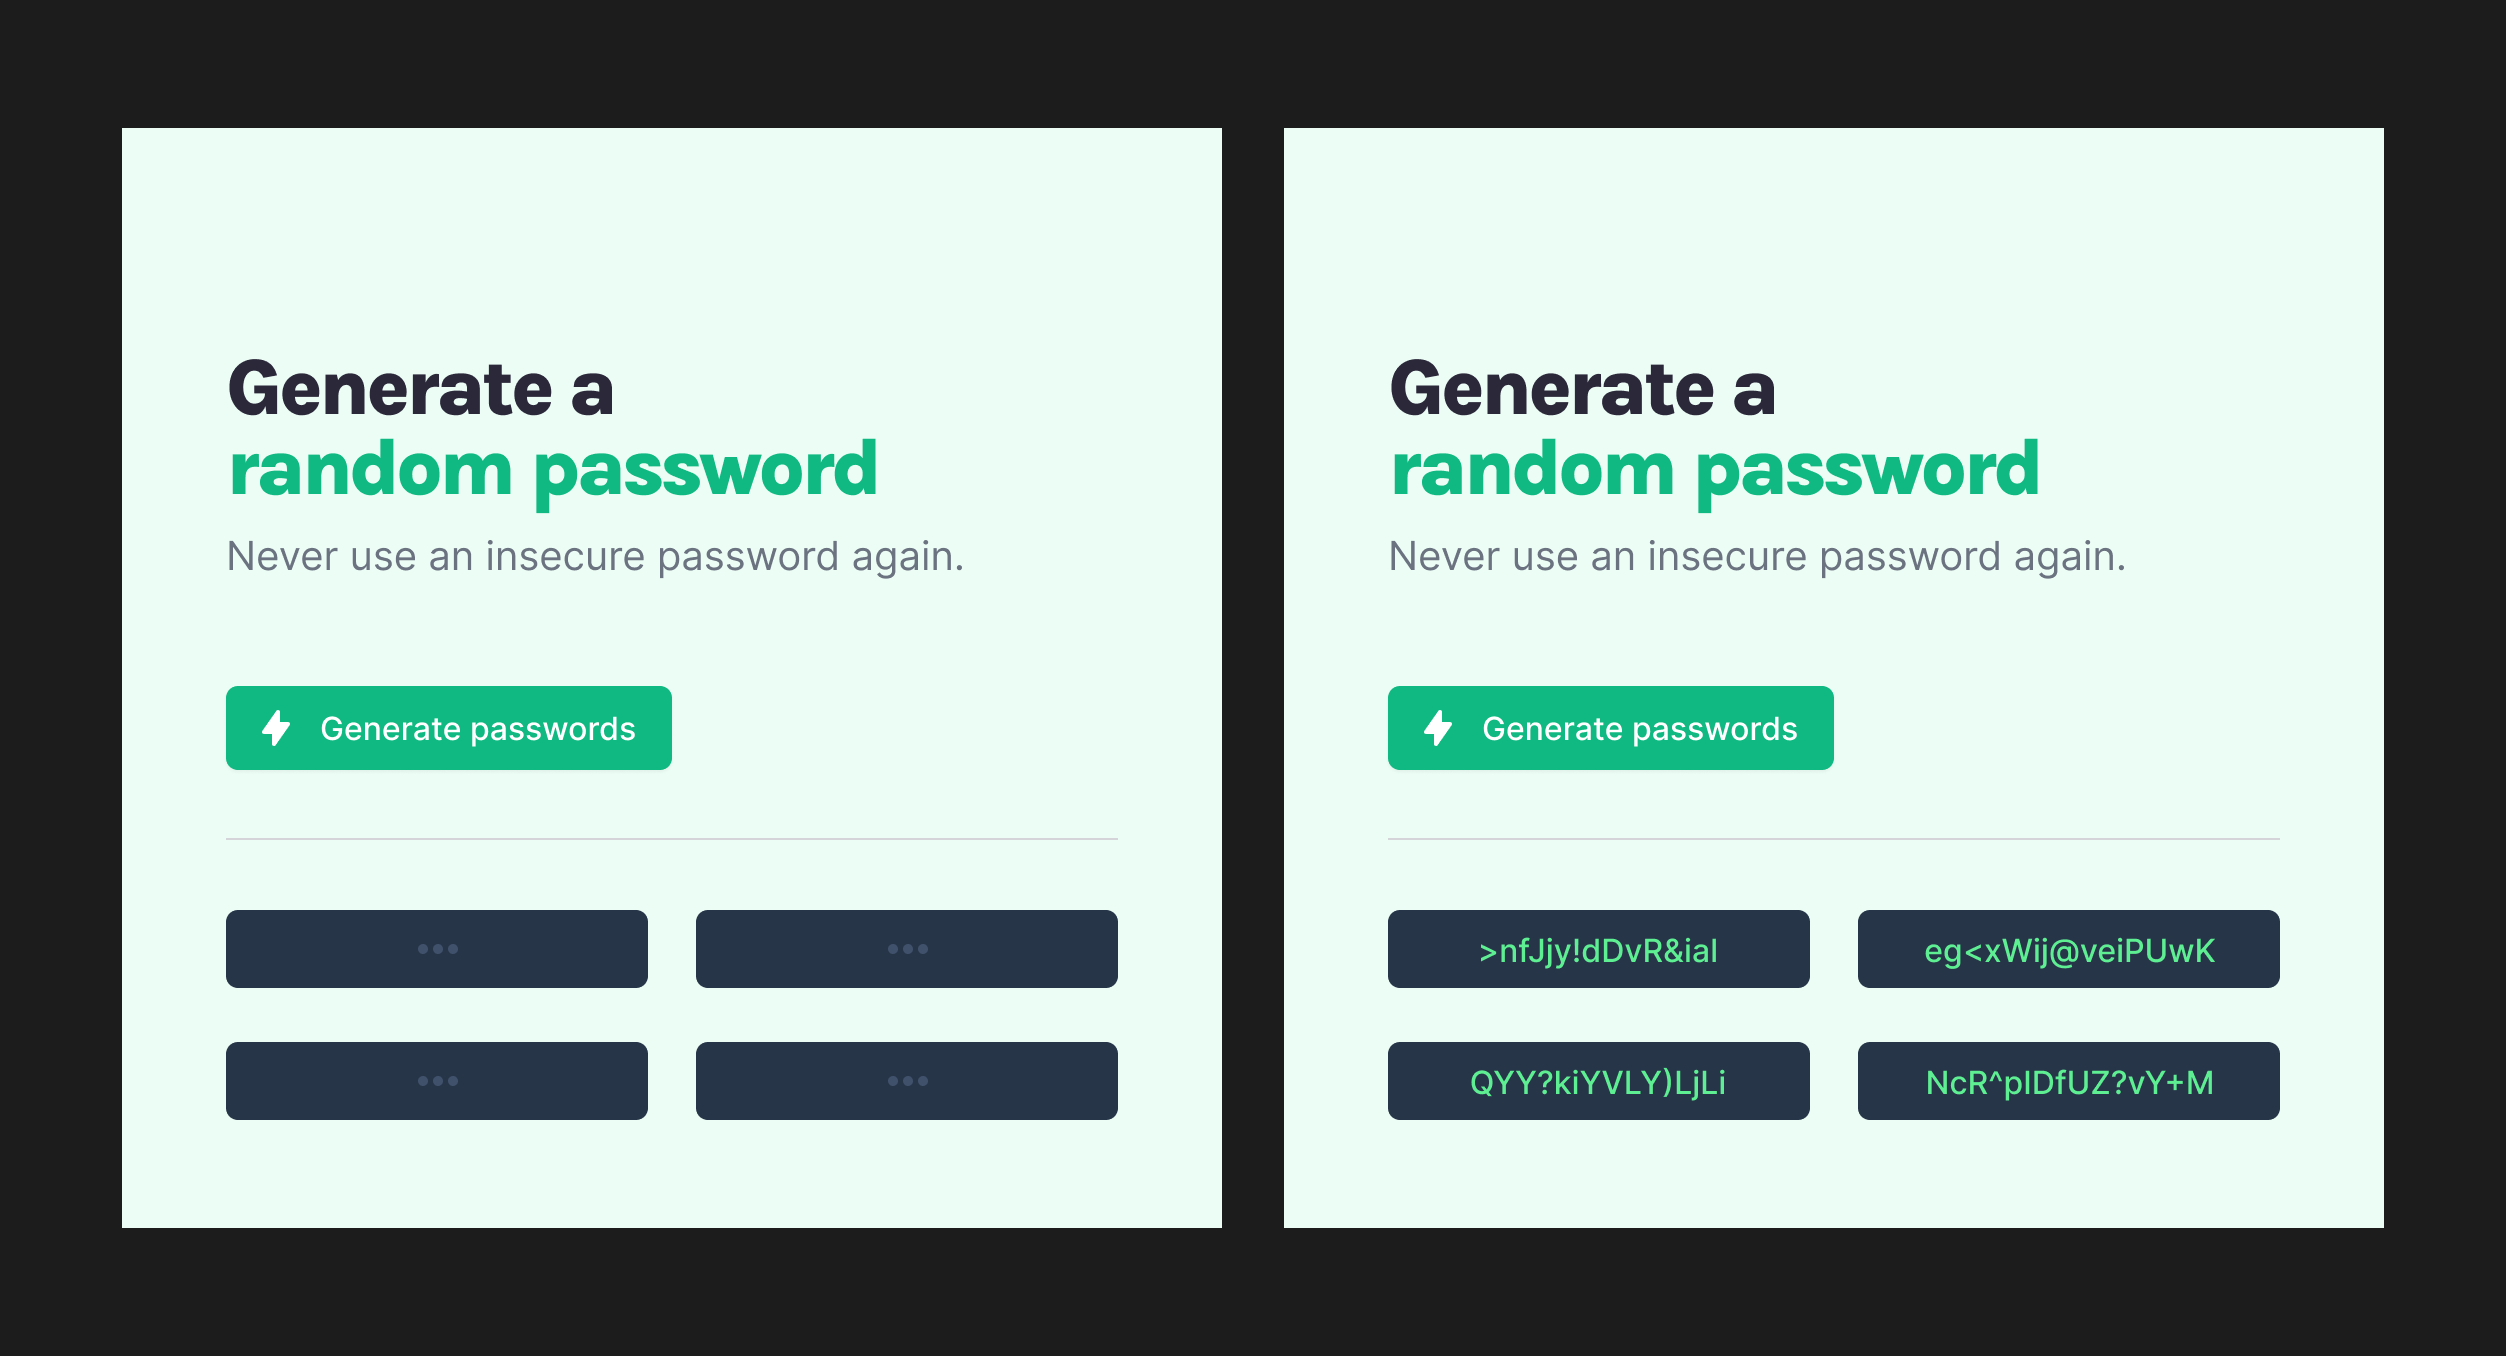 Generate a
random password
Never use an insecure password again.
Generate passwords
Generate a
random password
Never use an insecure password again.
Generate passwords
>nfJjy!dDvR&ial
eg<xWij@veiPUwK
QYY?kiYVLY)LjLi
NcR^pIDfUZ?vY+M